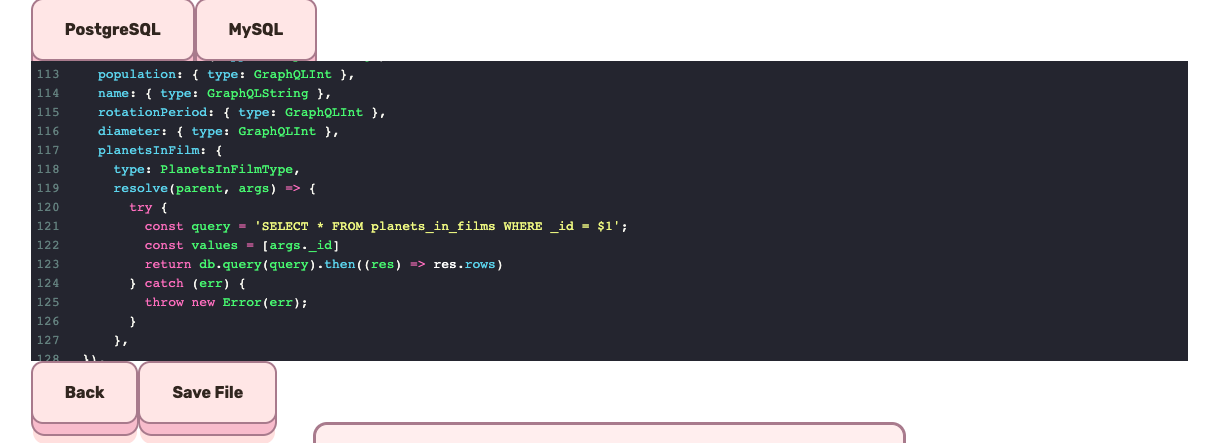 PostgreSQL MySQL
113 population: { type: GraphQLInt },
114 name: { type: GraphQLString },
115 rotationPeriod: { type: GraphQLInt },
116 diameter: { type: GraphQLInt },
117 planetsInFilm: {
118 type: PlanetsInFilmType,
119 resolve(parent, args) => {
120 try {
121 const query = 'SELECT * FROM planets_in_films WHERE _id = $1';
122 const values = [args._id]
123 return db.query(query).then((res) => res.rows)
124 } catch (err) {
125 throw new Error(err);
126 }
127 },
128 }).
Back Save File